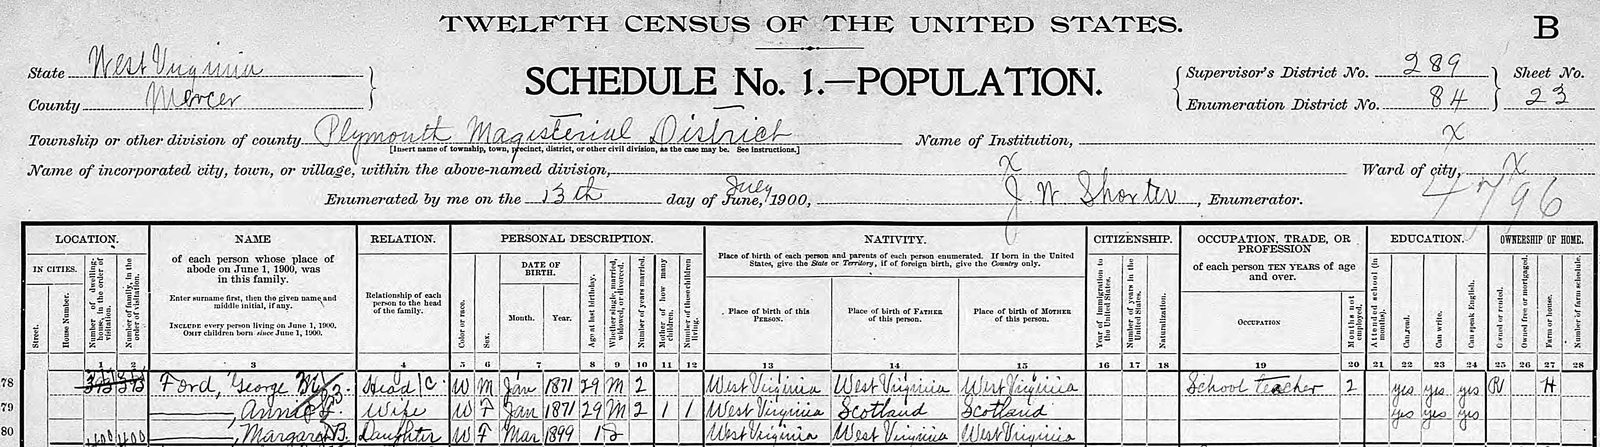 TWELFTH CENSUS OF THE UNITED STATES.
B
State West Virginia
County Mercer
SCHEDULE No. 1.—POPULATION.
Supervisor's District No. 289
Enumeration District No. 84
Sheet No.
23
Township or other division of county Plymouth Magisterial District
[Insert name of township, town, precinct, district, or other civil division, as the case may be. See instructions.]
Name of Institution, X
Name of incorporated city, town, or village, within the above-named division, X
Ward of city, X
Enumerated by me on the 13th day of June, July 1900, J. W. Shorter, Enumerator.
4796
LOCATION.
IN CITIES.
Street.
House Number.
Number of dwelling-house, in the order of visitation.
Number of family, in the order of visitation.
NAME
of each person whose place of
abode on June 1, 1900, was
in this family.
Enter surname first, then the given name and
middle initial, if any.
INCLUDE every person living on June 1, 1900.
OMIT children born since June 1, 1900.
RELATION.
Relationship of each
person to the head
of the family.
PERSONAL DESCRIPTION.
Color or race.
Sex.
DATE OF
BIRTH.
Month.
Year.
Age at last birthday.
Whether single, married, widowed, or divorced.
Number of years married.
Mother of how many children.
Number of these children living.
NATIVITY.
Place of birth of each person and parents of each person enumerated. If born in the United
States, give the State or Territory; if of foreign birth, give the Country only.
Place of birth of this
PERSON.
Place of birth of FATHER
of this person.
Place of birth of MOTHER
of this person.
CITIZENSHIP.
Year of immigration to the United States.
Number of years in the United States.
Naturalization.
OCCUPATION, TRADE, OR
PROFESSION
of each person TEN YEARS of age
and over.
OCCUPATION
Months not employed.
EDUCATION.
Attended school (in months).
Can read.
Can write.
Can speak English.
OWNERSHIP OF HOME.
Owned or rented.
Owned free or mortgaged.
Farm or house.
Number of farm schedule.
1 2 3 4 5 6 7 8 9 10 11 12 13 14 15 16 17 18 19 20 21 22 23 24 25 26 27 28
78 393 393 Ford, George Head W M Jan 1871 29 M 2 West Virginia West Virginia West Virginia School teacher 2 yes yes yes R H
79 , Anna Wife W F Jan 1871 29 M 2 1 1 West Virginia Scotland Scotland yes yes yes
80 , Margaret B. Daughter W F Mar 1899 1 S West Virginia West Virginia West Virginia
400 400